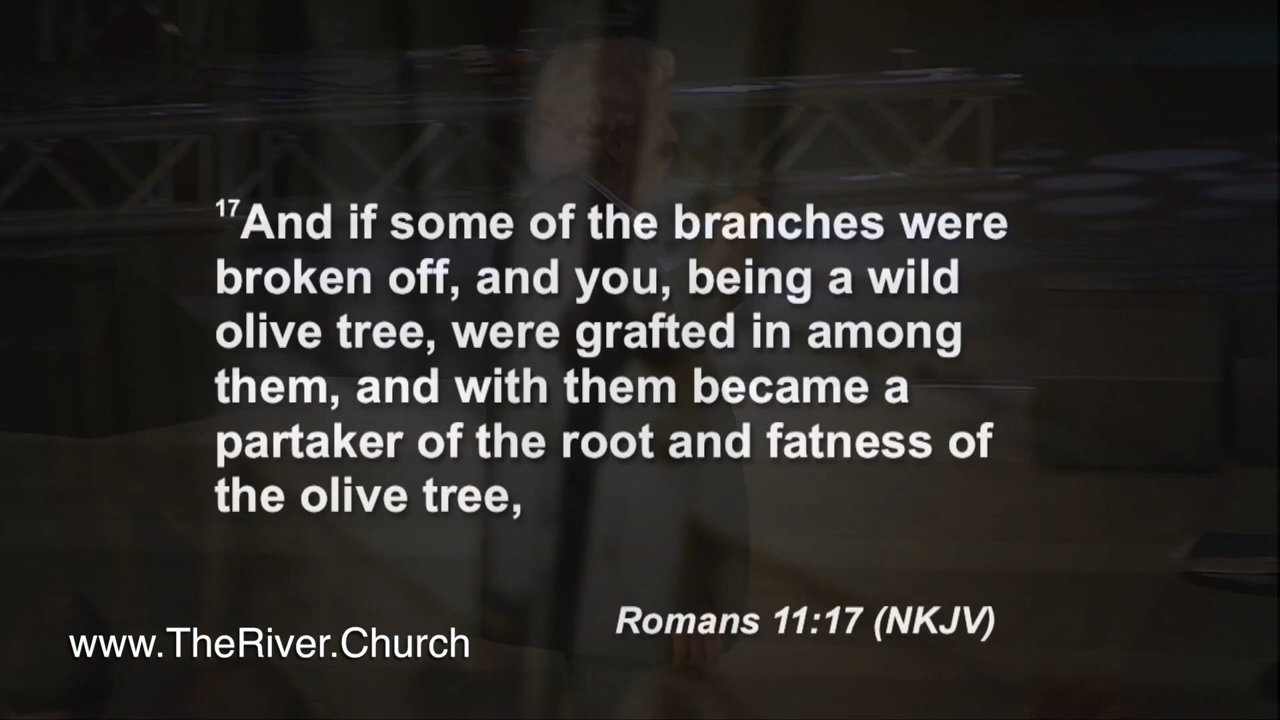 17And if some of the branches were
broken off, and you, being a wild
olive tree, were grafted in among
them, and with them became a
partaker of the root and fatness of
the olive tree,
Romans 11:17 (NKJV)
www.TheRiver.Church